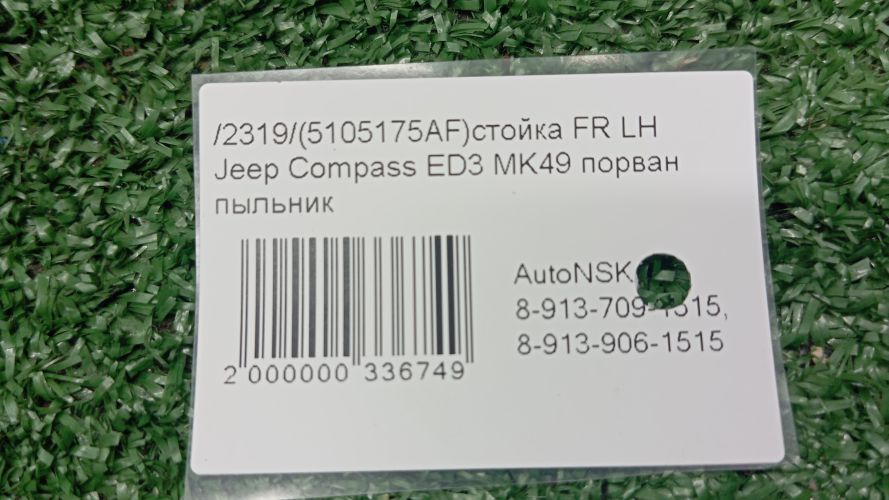 /2319/(5105175AF)стойка FR LH
Jeep Compass ED3 MK49 порван
пыльник
AutoNSK
8-913-709-1515,
8-913-906-1515
2 000000 336749